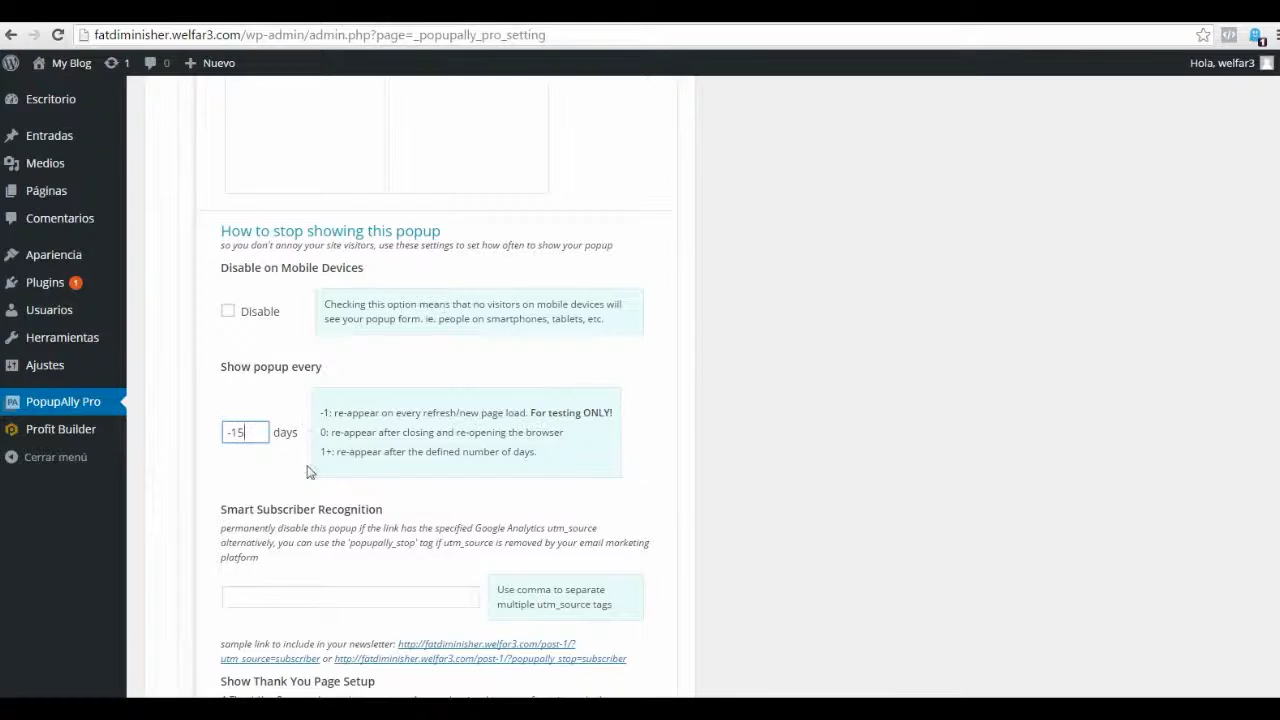 fatdiminisher.welfar3.com/wp-admin/admin.php?page=_popupally_pro_setting
1
My Blog 1 0 Nuevo Hola, welfar3
Escritorio
Entradas
Medios
Páginas
Comentarios
Apariencia
Plugins 1
Usuarios
Herramientas
Ajustes
PA PopupAlly Pro
Profit Builder
Cerrar menú
How to stop showing this popup
so you don't annoy your site visitors, use these settings to set how often to show your popup
Disable on Mobile Devices
Disable
Checking this option means that no visitors on mobile devices will
see your popup form. ie. people on smartphones, tablets, etc.
Show popup every
-15 days
-1: re-appear on every refresh/new page load. For testing ONLY!
0: re-appear after closing and re-opening the browser
1+: re-appear after the defined number of days.
Smart Subscriber Recognition
permanently disable this popup if the link has the specified Google Analytics utm_source
alternatively, you can use the 'popupally_stop' tag if utm_source is removed by your email marketing
platform
Use comma to separate
multiple utm_source tags
sample link to include in your newsletter: http://fatdiminisher.welfar3.com/post-1/?
utm_source=subscriber or http://fatdiminisher.welfar3.com/post-1/?popupally_stop=subscriber
Show Thank You Page Setup